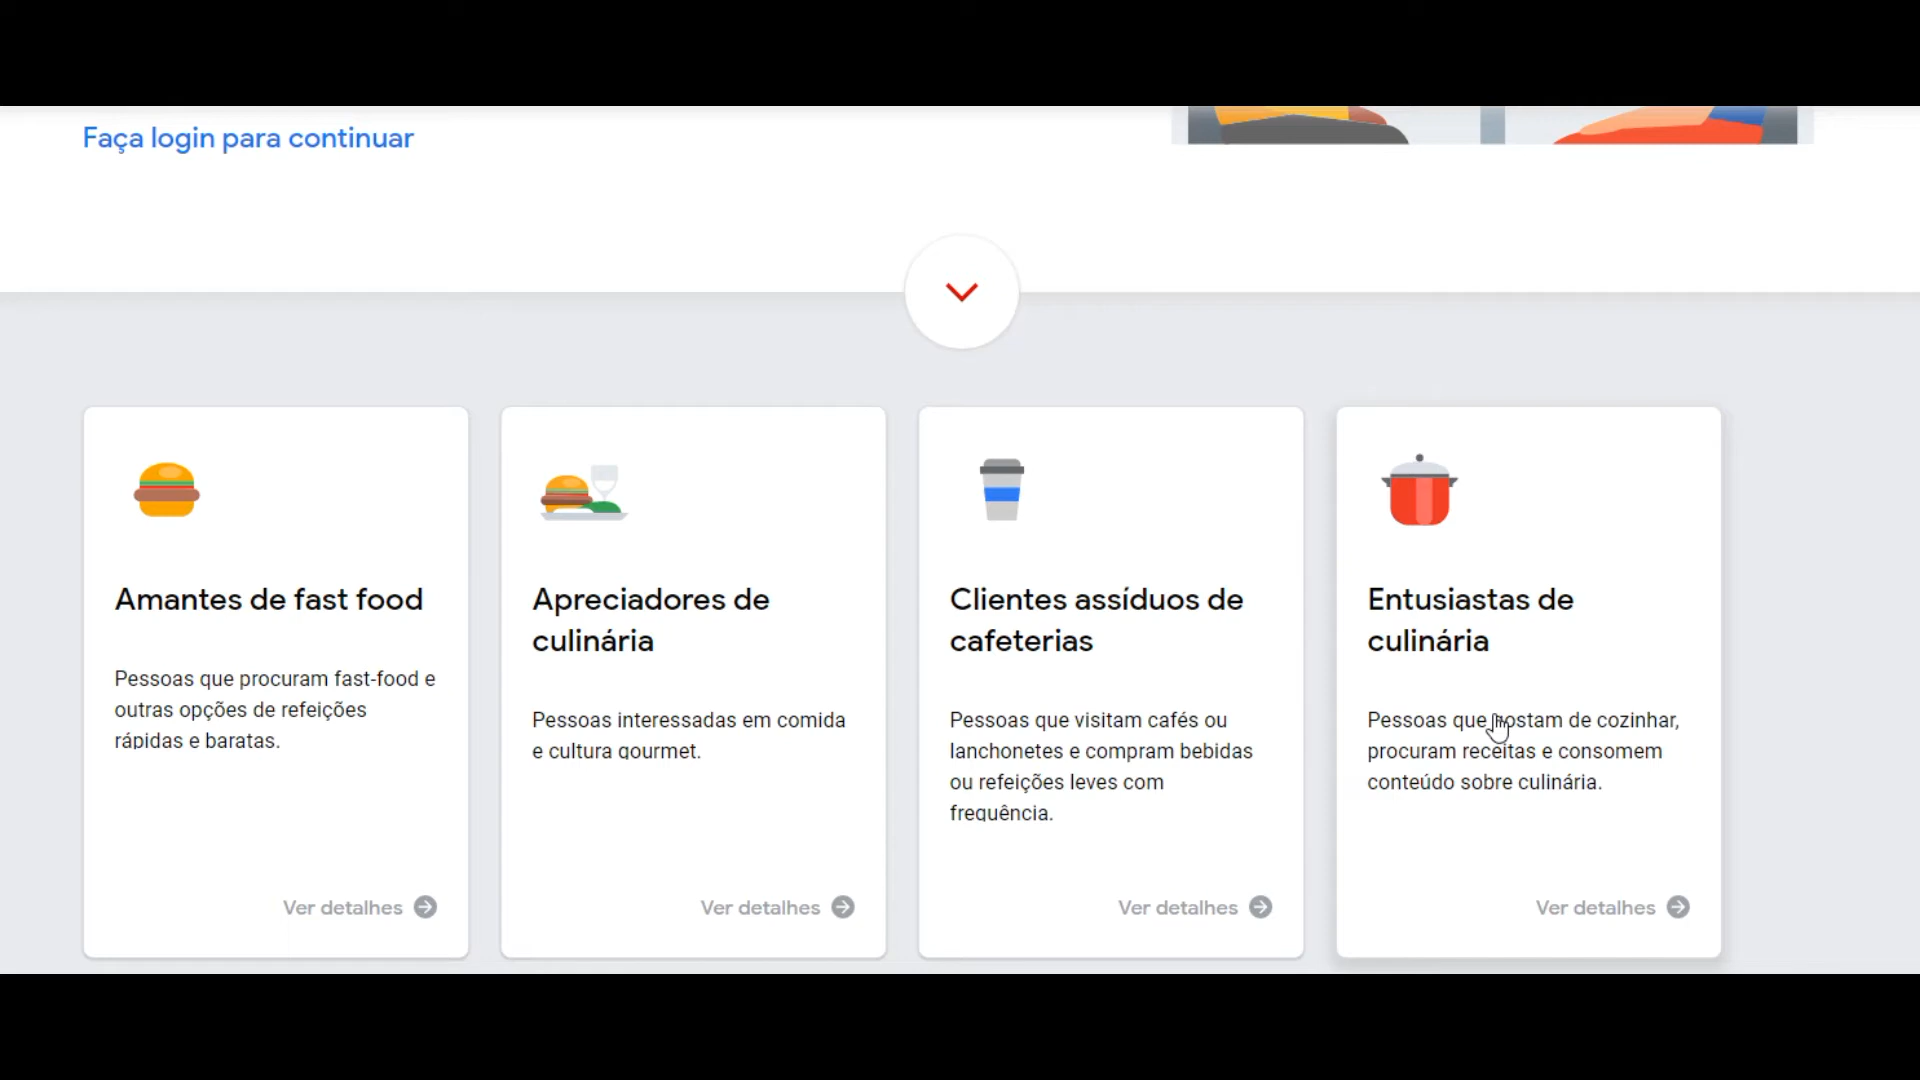 Faça login para continuar
Amantes de fast food
Pessoas que procuram fast-food e
outras opções de refeições
rápidas e baratas.
Ver detalhes
Apreciadores de
culinária
Pessoas interessadas em comida
e cultura gourmet.
Ver detalhes
Clientes assíduos de
cafeterias
Pessoas que visitam cafés ou
lanchonetes e compram bebidas
ou refeições leves com
frequência.
Ver detalhes
Entusiastas de
culinária
Pessoas que gostam de cozinhar,
procuram receitas e consomem
conteúdo sobre culinária.
Ver detalhes